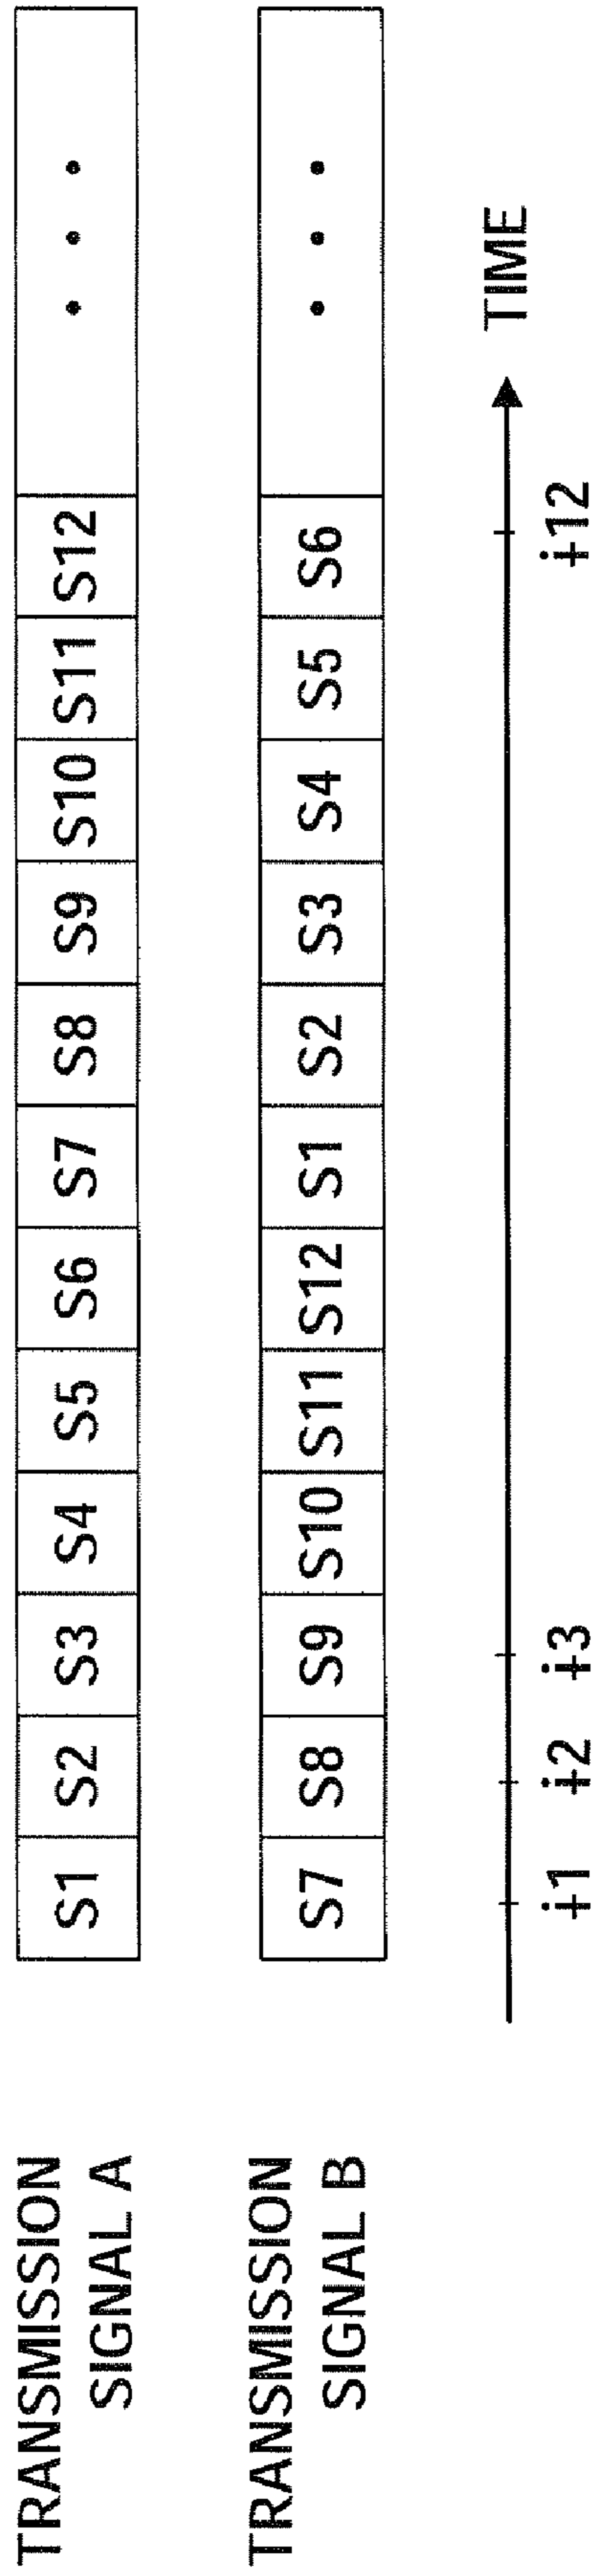 TRANSMISSION
SIGNAL A
S1 S2 S3 S4 S5 S6 S7 S8 S9 S10 S11 S12 • • •
TRANSMISSION
SIGNAL B
S7 S8 S9 S10 S11 S12 S1 S2 S3 S4 S5 S6 • • •
TIME
i1 i2 i3 i12